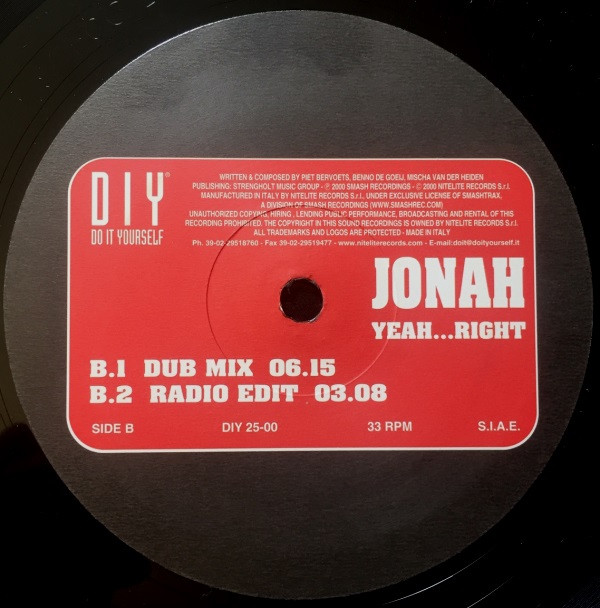 DIY®
DO IT YOURSELF
WRITTEN & COMPOSED BY PIET BERVOETS, BENNO DE GOEIJ, MISCHA VAN DER HEIDEN
PUBLISHING: STRENGHOLT MUSIC GROUP - ℗ 2000 SMASH RECORDINGS - © 2000 NITELITE RECORDS S.r.l.
MANUFACTURED IN ITALY BY NITELITE RECORDS S.r.l., UNDER EXCLUSIVE LICENSE OF SMASHTRAX,
A DIVISION OF SMASH RECORDINGS (WWW.SMASHREC.COM)
UNAUTHORIZED COPYING, HIRING , LENDING PUBLIC PERFORMANCE, BROADCASTING AND RENTAL OF THIS
RECORDING PROHIBITED. THE COPYRIGHT IN THIS SOUND RECORDINGS IS OWNED BY NITELITE RECORDS S.r.l.
ALL TRADEMARKS AND LOGOS ARE PROTECTED - MADE IN ITALY
Ph. 39-02-29518760 - Fax 39-02-29519477 - www.niteliterecords.com - E-mail:doit@doityourself.it
JONAH
YEAH...RIGHT
B.1 DUB MIX 06.15
B.2 RADIO EDIT 03.08
SIDE B DIY 25-00 33 RPM S.I.A.E.